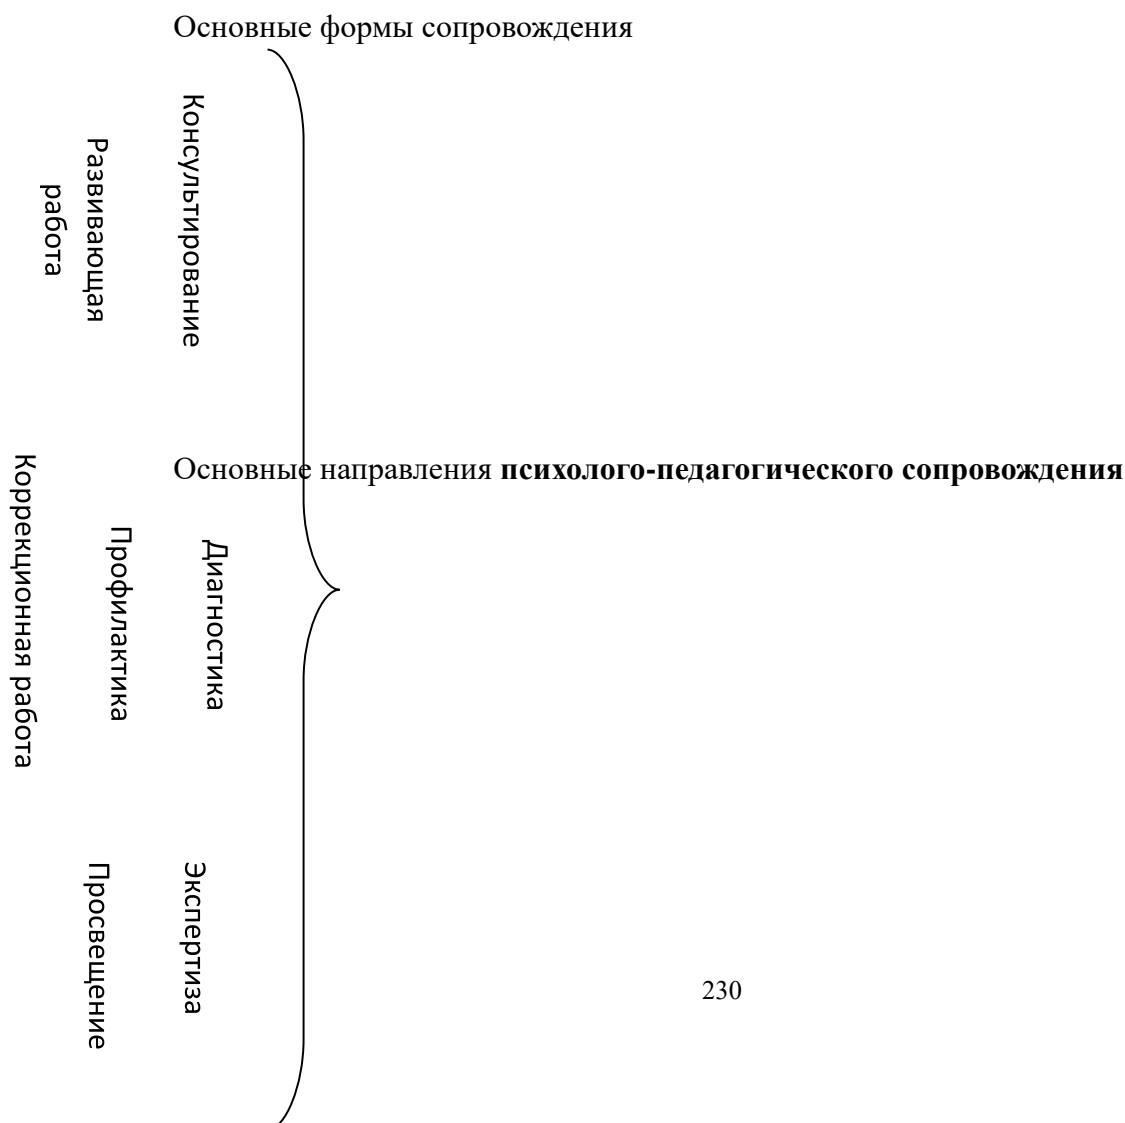 Основные формы сопровождения
Консультирование
Развивающая
работа
Основные направления психолого-педагогического сопровождения
Диагностика
Профилактика
Коррекционная работа
Экспертиза
Просвещение
230